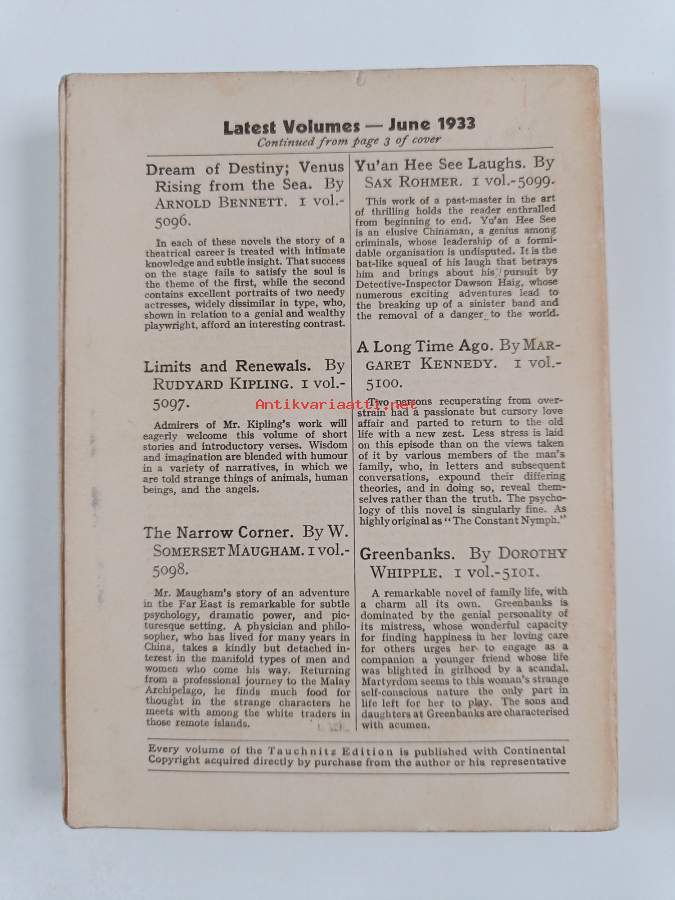 Latest Volumes — June 1933
Continued from page 3 of cover
Dream of Destiny; Venus
Rising from the Sea. By
ARNOLD BENNETT. 1 vol.-
5096.
In each of these novels the story of a
theatrical career is treated with intimate
knowledge and subtle insight. That success
on the stage fails to satisfy the soul is
the theme of the first, while the second
contains excellent portraits of two needy
actresses, widely dissimilar in type, who,
shown in relation to a genial and wealthy
playwright, afford an interesting contrast.
Limits and Renewals. By
RUDYARD KIPLING. 1 vol.-
5097.
Admirers of Mr. Kipling's work will
eagerly welcome this volume of short
stories and introductory verses. Wisdom
and imagination are blended with humour
in a variety of narratives, in which we
are told strange things of animals, human
beings, and the angels.
The Narrow Corner. By W.
SOMERSET MAUGHAM. 1 vol.-
5098.
Mr. Maugham's story of an adventure
in the Far East is remarkable for subtle
psychology, dramatic power, and pic-
turesque setting. A physician and philo-
sopher, who has lived for many years in
China, takes a kindly but detached in-
terest in the manifold types of men and
women who come his way. Returning
from a professional journey to the Malay
Archipelago, he finds much food for
thought in the strange characters he
meets with among the white traders in
those remote islands.
Yu'an Hee See Laughs. By
SAX ROHMER. 1 vol.-5099.
This work of a past-master in the art
of thrilling holds the reader enthralled
from beginning to end. Yu'an Hee See
is an elusive Chinaman, a genius among
criminals, whose leadership of a formi-
dable organisation is undisputed. It is the
bat-like squeal of his laugh that betrays
him and brings about his pursuit by
Detective-Inspector Dawson Haig, whose
numerous exciting adventures lead to
the breaking up of a sinister band and
the removal of a danger to the world.
A Long Time Ago. By MAR-
GARET KENNEDY. 1 vol.-
5100.
Two persons recuperating from over-
strain had a passionate but cursory love
affair and parted to return to the old
life with a new zest. Less stress is laid
on this episode than on the views taken
of it by various members of the man's
family, who, in letters and subsequent
conversations, expound their differing
theories, and in doing so, reveal them-
selves rather than the truth. The psycho-
logy of this novel is singularly fine. As
highly original as "The Constant Nymph."
Greenbanks. By DOROTHY
WHIPPLE. 1 vol.-5101.
A remarkable novel of family life, with
a charm all its own. Greenbanks is
dominated by the genial personality of
its mistress, whose wonderful capacity
for finding happiness in her loving care
for others urges her to engage as a
companion a younger friend whose life
was blighted in girlhood by a scandal.
Martyrdom seems to this woman's strange
self-conscious nature the only part in
life left for her to play. The sons and
daughters at Greenbanks are characterised
with acumen.
Every volume of the Tauchnitz Edition is published with Continental
Copyright acquired directly by purchase from the author or his representative
Antikvariaatti.net